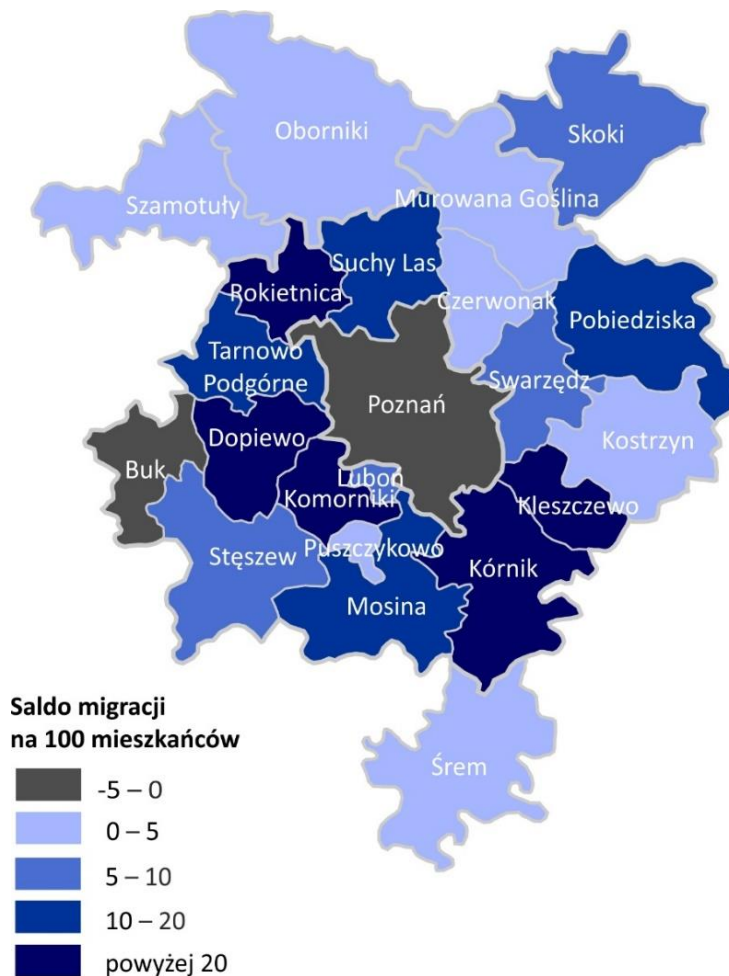 Oborniki
Skoki
Szamotuły
Murowana Goślina
Suchy Las
Rokietnica
Czerwonak
Pobiedziska
Tarnowo
Podgórne
Swarzędz
Poznań
Dopiewo
Kostrzyn
Buk
Luboń
Komorniki
Kleszczewo
Puszczykowo
Stęszew
Kórnik
Mosina
Śrem
Saldo migracji
na 100 mieszkańców
-5 – 0
0 – 5
5 – 10
10 – 20
powyżej 20